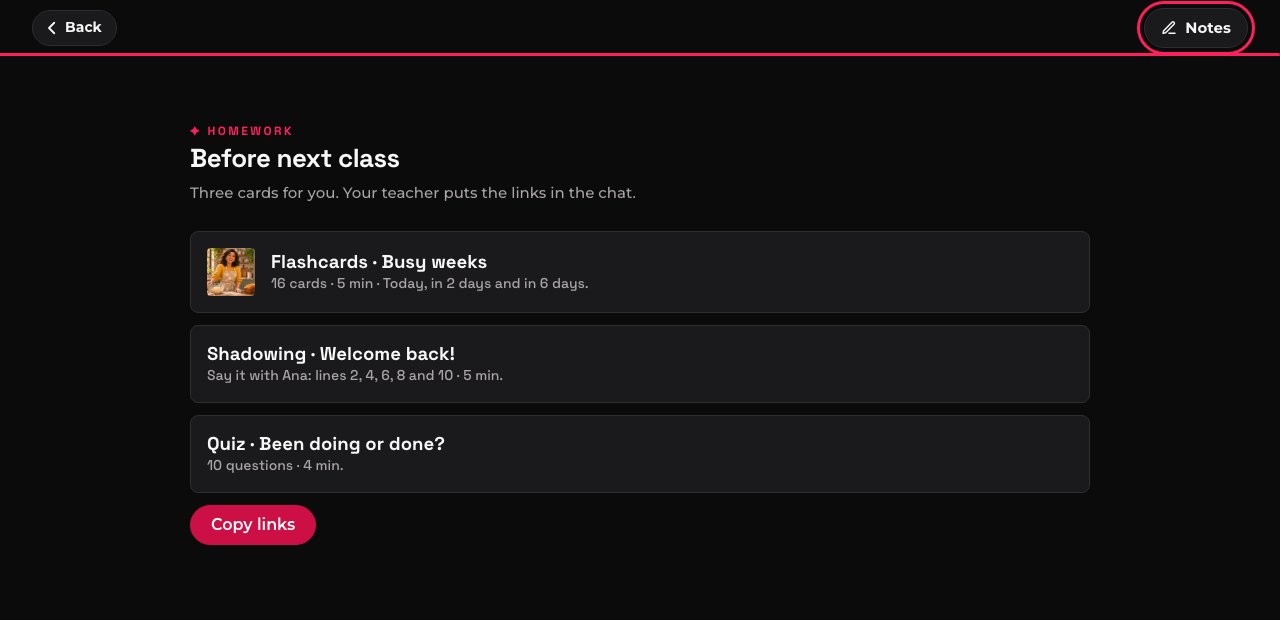 Back
Notes
HOMEWORK
Before next class
Three cards for you. Your teacher puts the links in the chat.
Flashcards · Busy weeks
16 cards · 5 min · Today, in 2 days and in 6 days.
Shadowing · Welcome back!
Say it with Ana: lines 2, 4, 6, 8 and 10 · 5 min.
Quiz · Been doing or done?
10 questions · 4 min.
Copy links